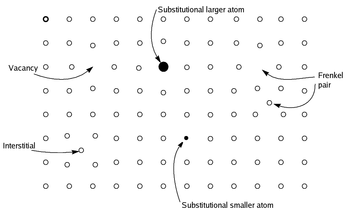 Substitutional larger atom
Vacancy
Frenkel
pair
Interstitial
Substitutional smaller atom